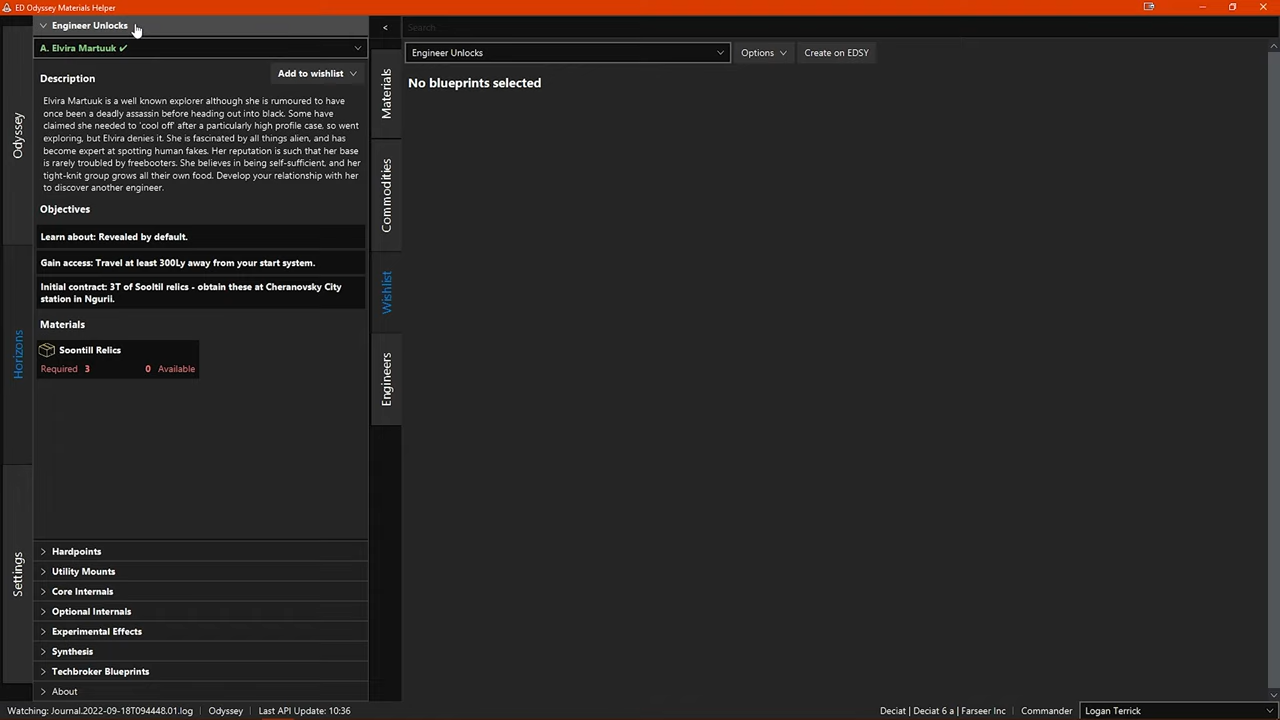 ED Odyssey Materials Helper
Engineer Unlocks
A. Elvira Martuuk ✓
Description
Add to wishlist
Elvira Martuuk is a well known explorer although she is rumoured to have
once been a deadly assassin before heading out into black. Some have
claimed she needed to 'cool off' after a particularly high profile case, so went
exploring, but Elvira denies it. She is fascinated by all things alien, and has
become expert at spotting human fakes. Her reputation is such that her base
is rarely troubled by freebooters. She believes in being self-sufficient, and her
tight-knit group grows all their own food. Develop your relationship with her
to discover another engineer.
Objectives
Learn about: Revealed by default.
Gain access: Travel at least 300Ly away from your start system.
Initial contract: 3T of Sooltil relics - obtain these at Cheranovsky City
station in Ngurii.
Materials
Soontill Relics
Required 3 0 Available
Hardpoints
Utility Mounts
Core Internals
Optional Internals
Experimental Effects
Synthesis
Techbroker Blueprints
About
Odyssey
Horizons
Settings
<
Materials
Commodities
Wishlist
Engineers
Search
Engineer Unlocks
Options
Create on EDSY
No blueprints selected
Watching: Journal.2022-09-18T094448.01.log
Odyssey
Last API Update: 10:36
Deciat | Deciat 6 a | Farseer Inc
Commander
Logan Terrick